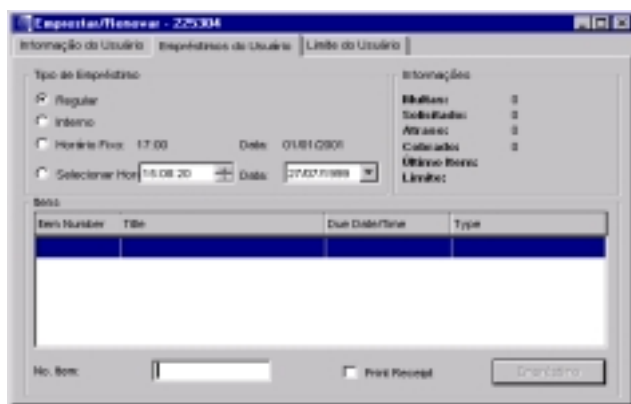 Emprestar/Renovar - 225304
Informação do Usuário Empréstimos do Usuário Limite do Usuário
Tipo de Empréstimo
Regular
Interno
Horário Fixo: 17:00 Data: 01/01/2001
Selecionar Hor 16:08:20 Data: 27/07/1999
Informações
Multas: 0
Solicitados: 0
Atrasos: 0
Cobrados: 0
Último Item:
Limite:
Itens
Item Number Title Due Date/Time Type
No. Item: Print Receipt Empréstimo